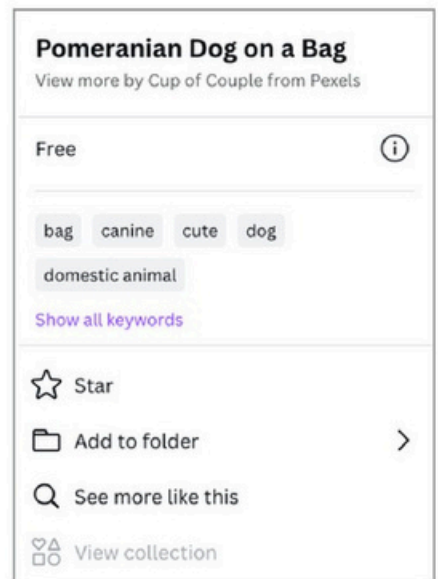 Pomeranian Dog on a Bag
View more by Cup of Couple from Pexels
Free
bag canine cute dog
domestic animal
Show all keywords
Star
Add to folder
See more like this
View collection